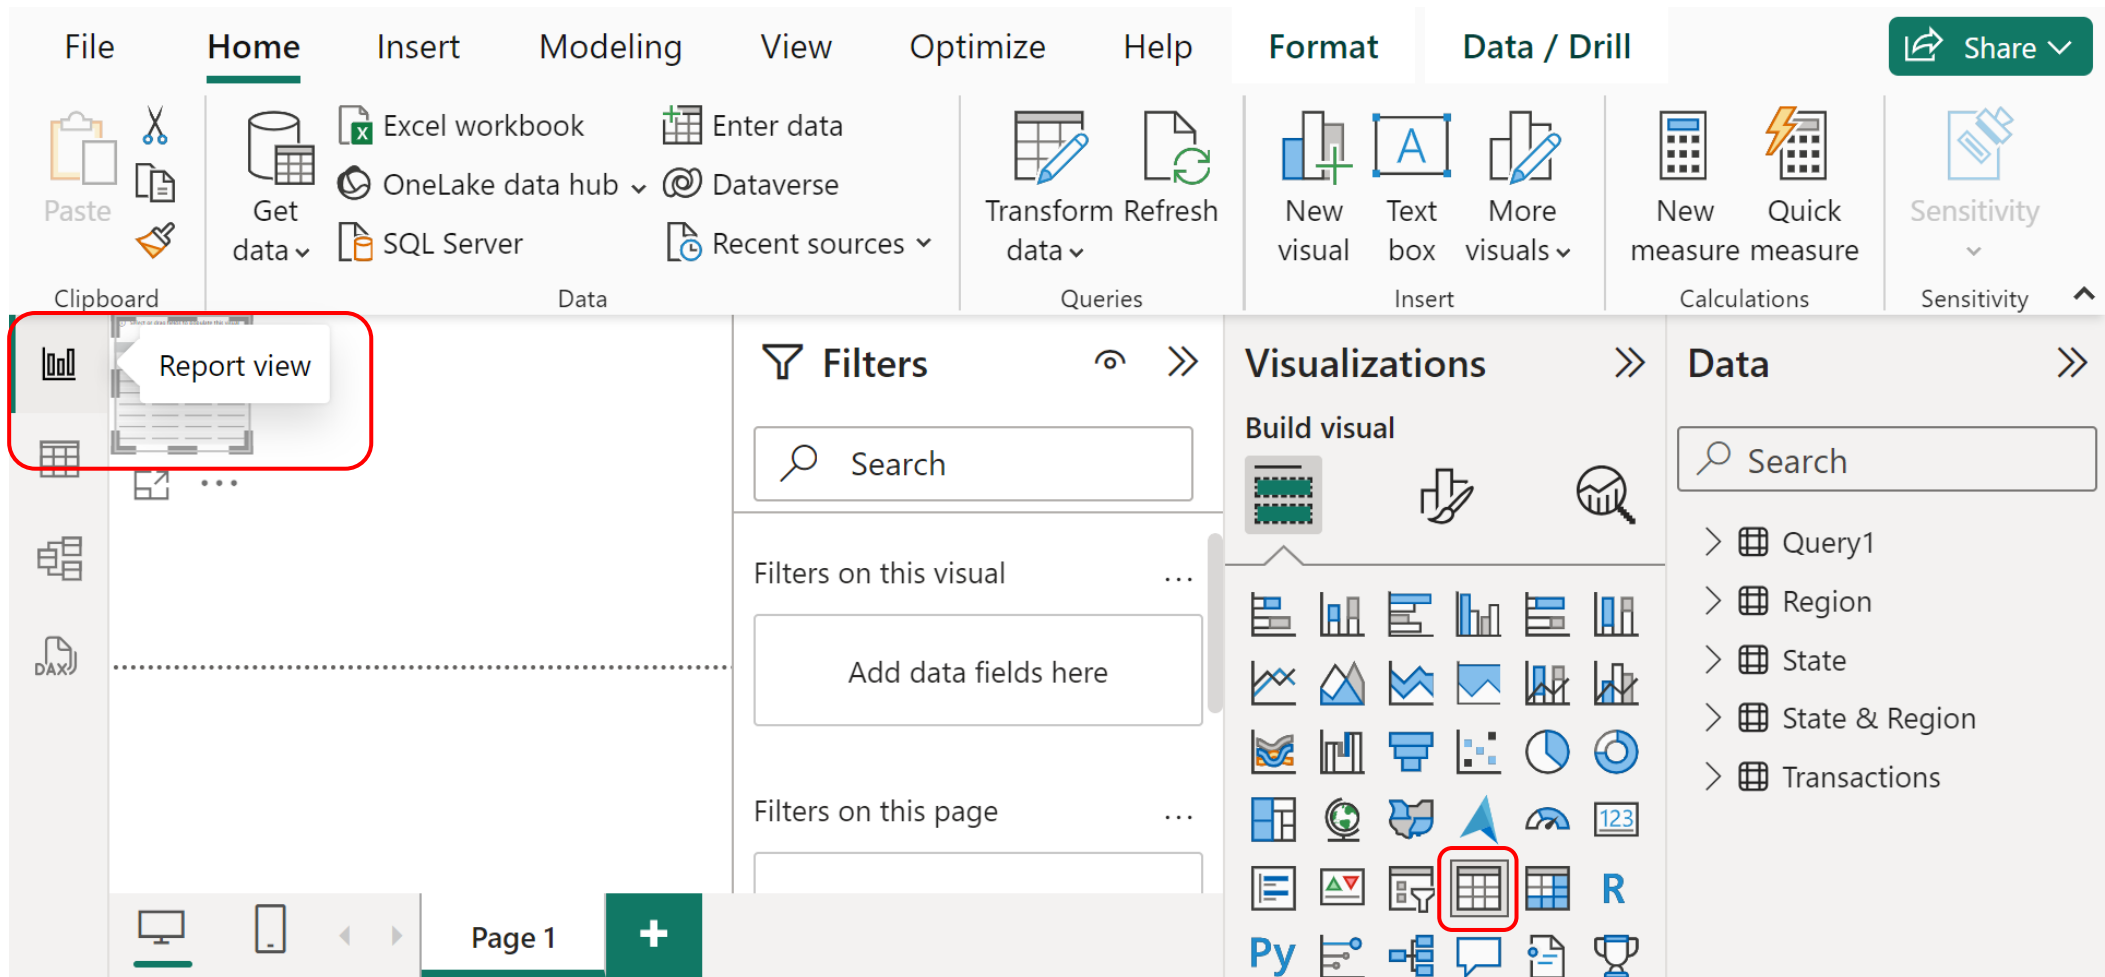 File Home Insert Modeling View Optimize Help Format Data / Drill Share
Paste
Clipboard
Get
data
Excel workbook
OneLake data hub
SQL Server
Enter data
Dataverse
Recent sources
Data
Transform
data
Refresh
Queries
New
visual
Text
box
More
visuals
Insert
New
measure
Quick
measure
Calculations
Sensitivity
Sensitivity
Report view
DAX
Filters
Search
Filters on this visual
Add data fields here
Filters on this page
Visualizations
Build visual
123
R
Py
Data
Search
Query1
Region
State
State & Region
Transactions
Page 1